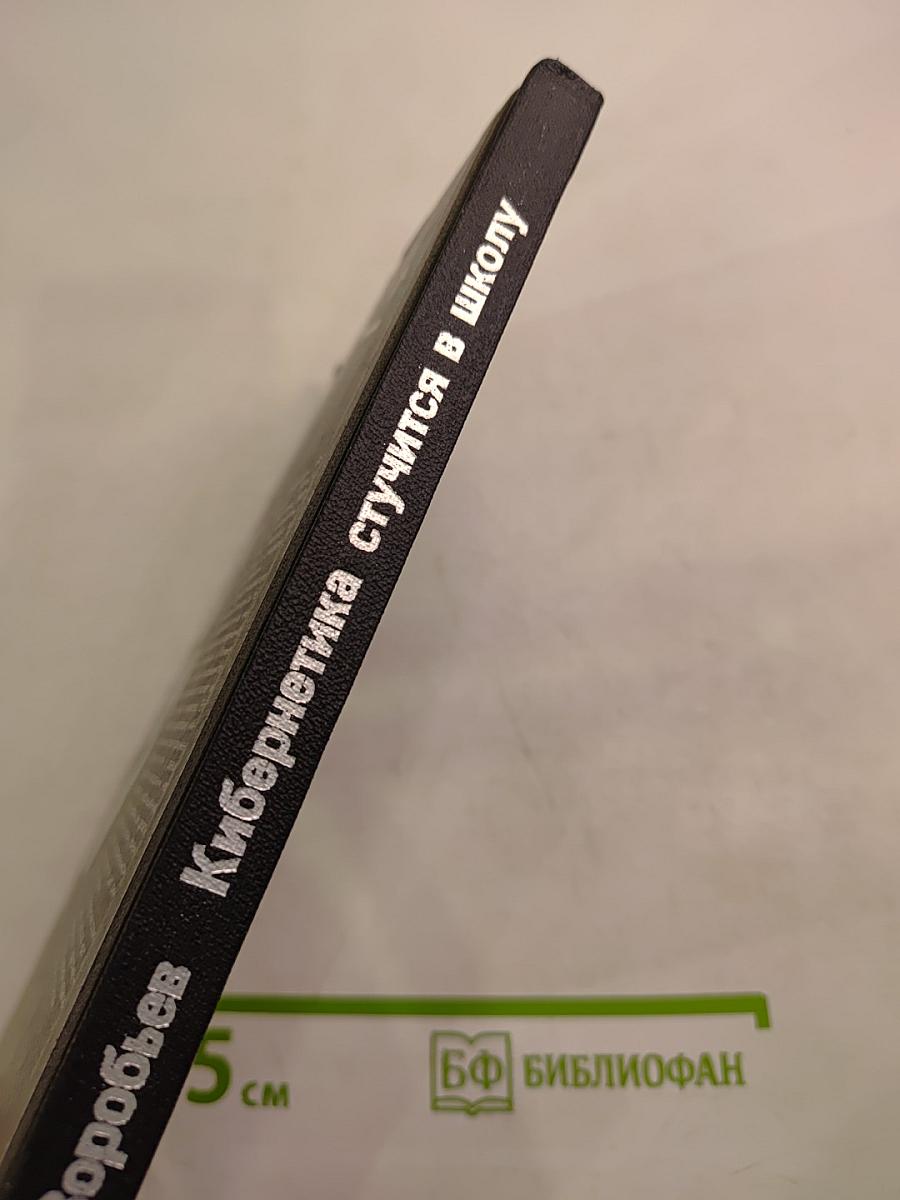 Воробьев Кибернетика стучится в школу
5 см
БФ БИБЛИОФАН